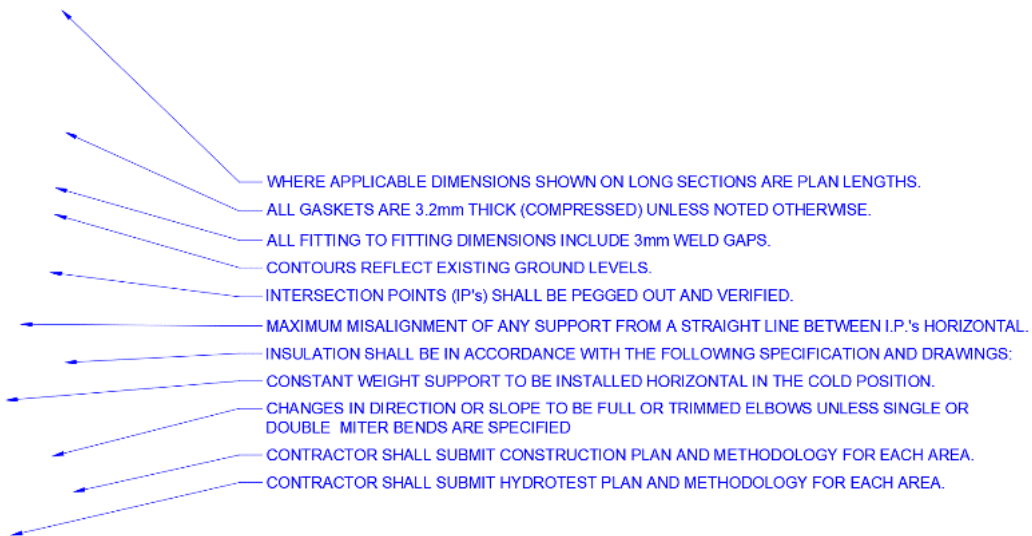 WHERE APPLICABLE DIMENSIONS SHOWN ON LONG SECTIONS ARE PLAN LENGTHS.
ALL GASKETS ARE 3.2mm THICK (COMPRESSED) UNLESS NOTED OTHERWISE.
ALL FITTING TO FITTING DIMENSIONS INCLUDE 3mm WELD GAPS.
CONTOURS REFLECT EXISTING GROUND LEVELS.
INTERSECTION POINTS (IP's) SHALL BE PEGGED OUT AND VERIFIED.
MAXIMUM MISALIGNMENT OF ANY SUPPORT FROM A STRAIGHT LINE BETWEEN I.P.'s HORIZONTAL.
INSULATION SHALL BE IN ACCORDANCE WITH THE FOLLOWING SPECIFICATION AND DRAWINGS:
CONSTANT WEIGHT SUPPORT TO BE INSTALLED HORIZONTAL IN THE COLD POSITION.
CHANGES IN DIRECTION OR SLOPE TO BE FULL OR TRIMMED ELBOWS UNLESS SINGLE OR
DOUBLE MITER BENDS ARE SPECIFIED
CONTRACTOR SHALL SUBMIT CONSTRUCTION PLAN AND METHODOLOGY FOR EACH AREA.
CONTRACTOR SHALL SUBMIT HYDROTEST PLAN AND METHODOLOGY FOR EACH AREA.